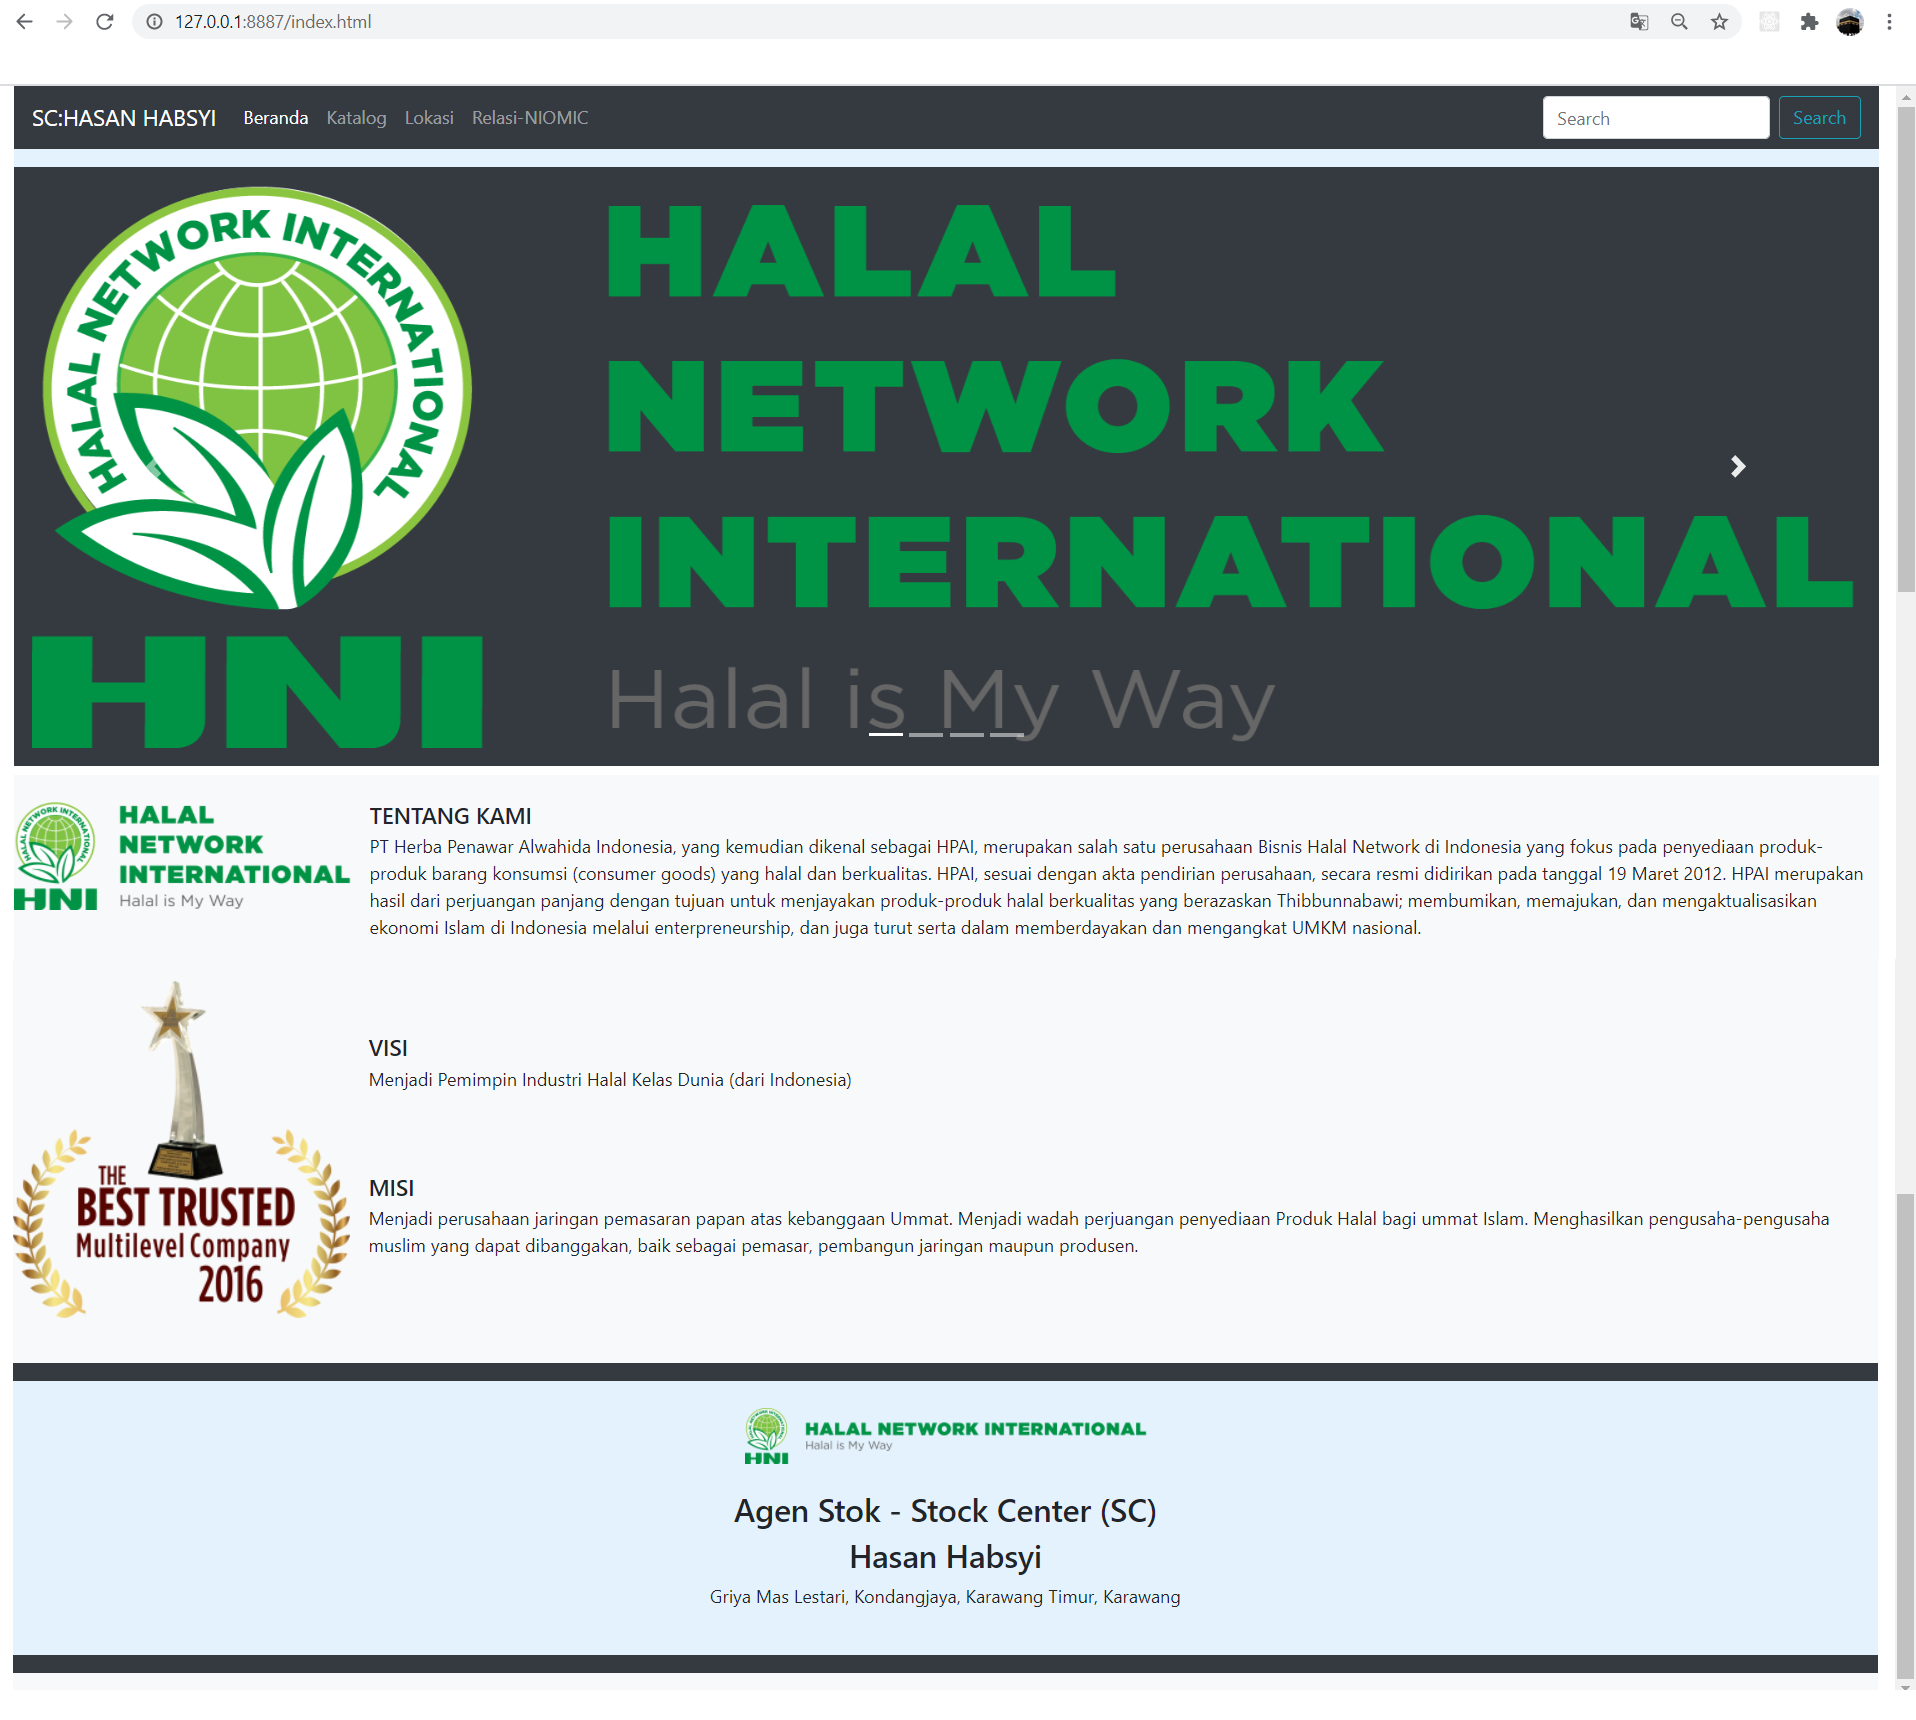 127.0.0.1:8887/index.html
SC:HASAN HABSYI Beranda Katalog Lokasi Relasi-NIOMIC Search Search
HALAL NETWORK INTERNATIONAL
HNI
HALAL
NETWORK
INTERNATIONAL
Halal is My Way
HALAL NETWORK INTERNATIONAL
HNI
HALAL
NETWORK
INTERNATIONAL
Halal is My Way
TENTANG KAMI
PT Herba Penawar Alwahida Indonesia, yang kemudian dikenal sebagai HPAI, merupakan salah satu perusahaan Bisnis Halal Network di Indonesia yang fokus pada penyediaan produk-
produk barang konsumsi (consumer goods) yang halal dan berkualitas. HPAI, sesuai dengan akta pendirian perusahaan, secara resmi didirikan pada tanggal 19 Maret 2012. HPAI merupakan
hasil dari perjuangan panjang dengan tujuan untuk menjayakan produk-produk halal berkualitas yang berazaskan Thibbunnabawi; membumikan, memajukan, dan mengaktualisasikan
ekonomi Islam di Indonesia melalui enterpreneurship, dan juga turut serta dalam memberdayakan dan mengangkat UMKM nasional.
THE
BEST TRUSTED
Multilevel Company
2016
VISI
Menjadi Pemimpin Industri Halal Kelas Dunia (dari Indonesia)
MISI
Menjadi perusahaan jaringan pemasaran papan atas kebanggaan Ummat. Menjadi wadah perjuangan penyediaan Produk Halal bagi ummat Islam. Menghasilkan pengusaha-pengusaha
muslim yang dapat dibanggakan, baik sebagai pemasar, pembangun jaringan maupun produsen.
HNI
HALAL NETWORK INTERNATIONAL
Halal is My Way
Agen Stok - Stock Center (SC)
Hasan Habsyi
Griya Mas Lestari, Kondangjaya, Karawang Timur, Karawang